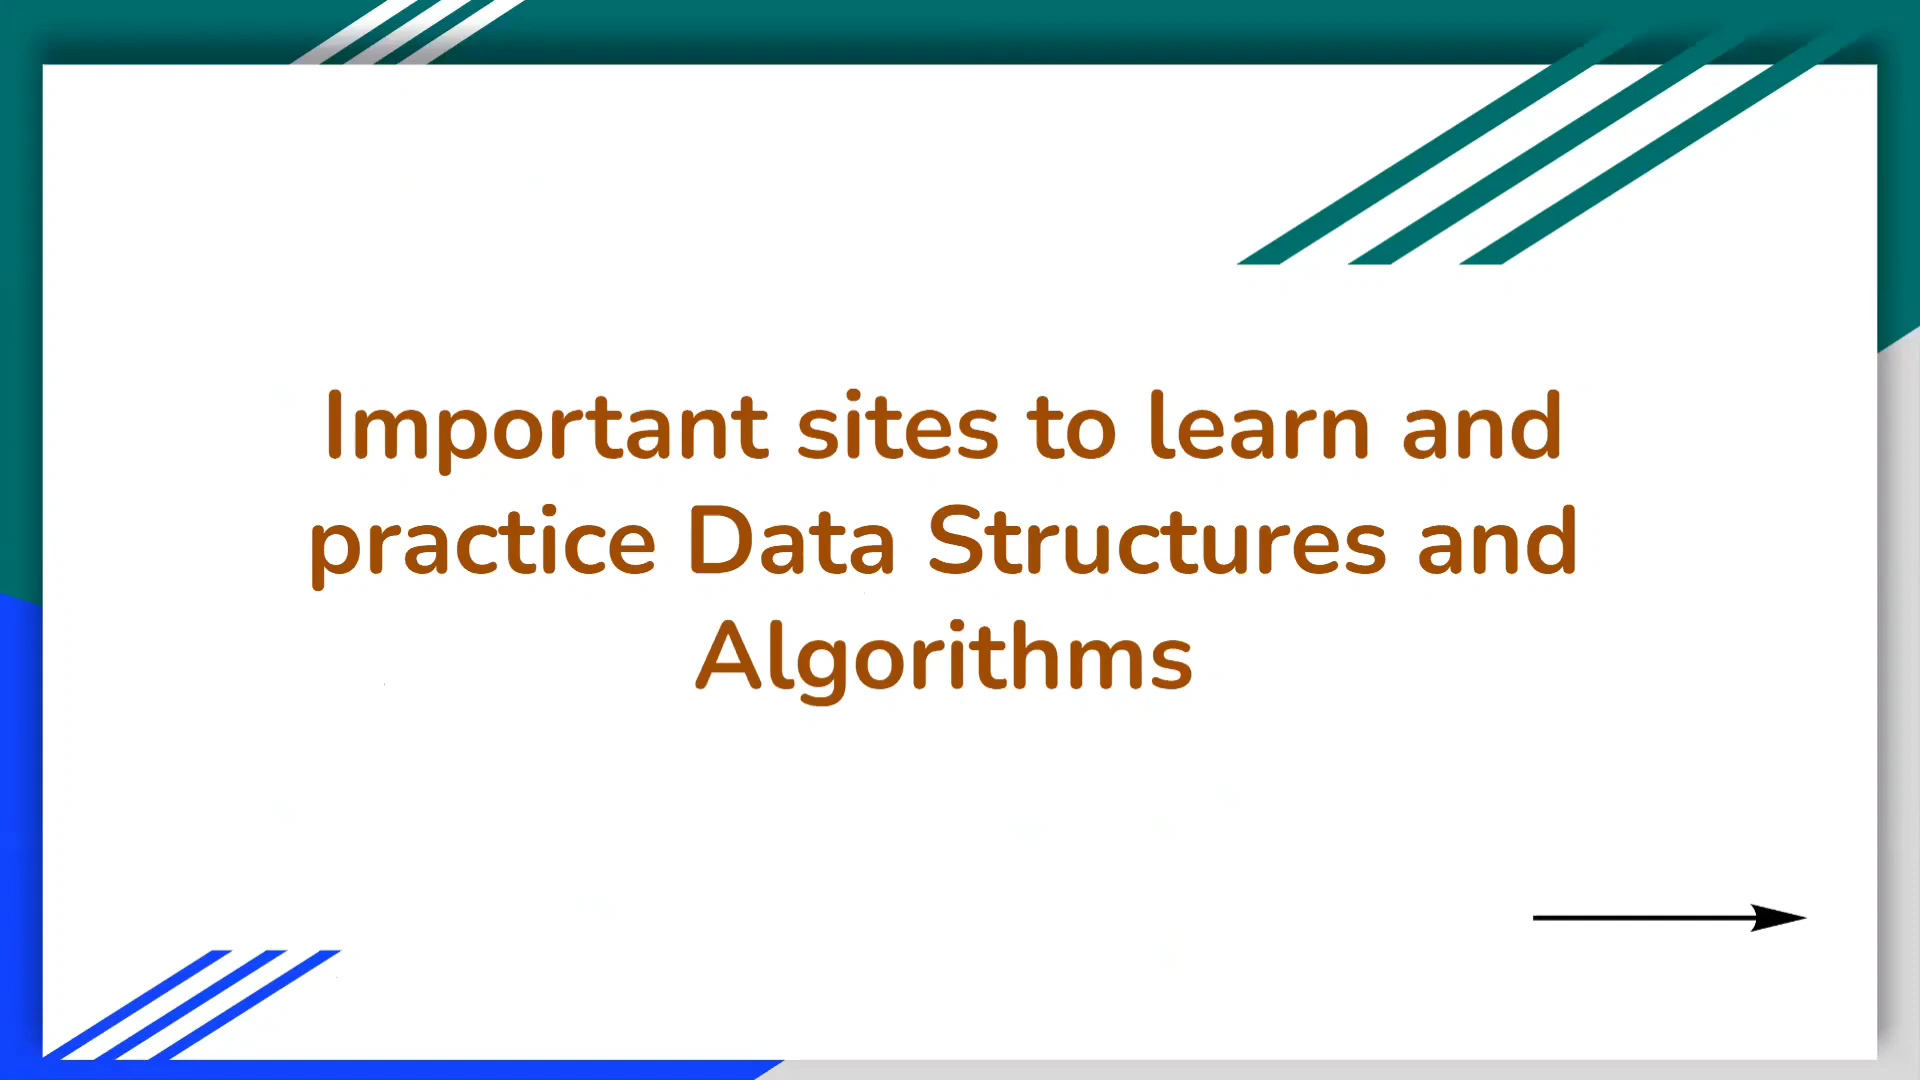 Important sites to learn and
practice Data Structures and
Algorithms